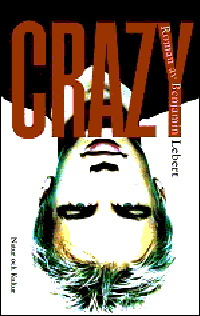 CRAZY
Roman av Benjamin Lebert
Natur och Kultur